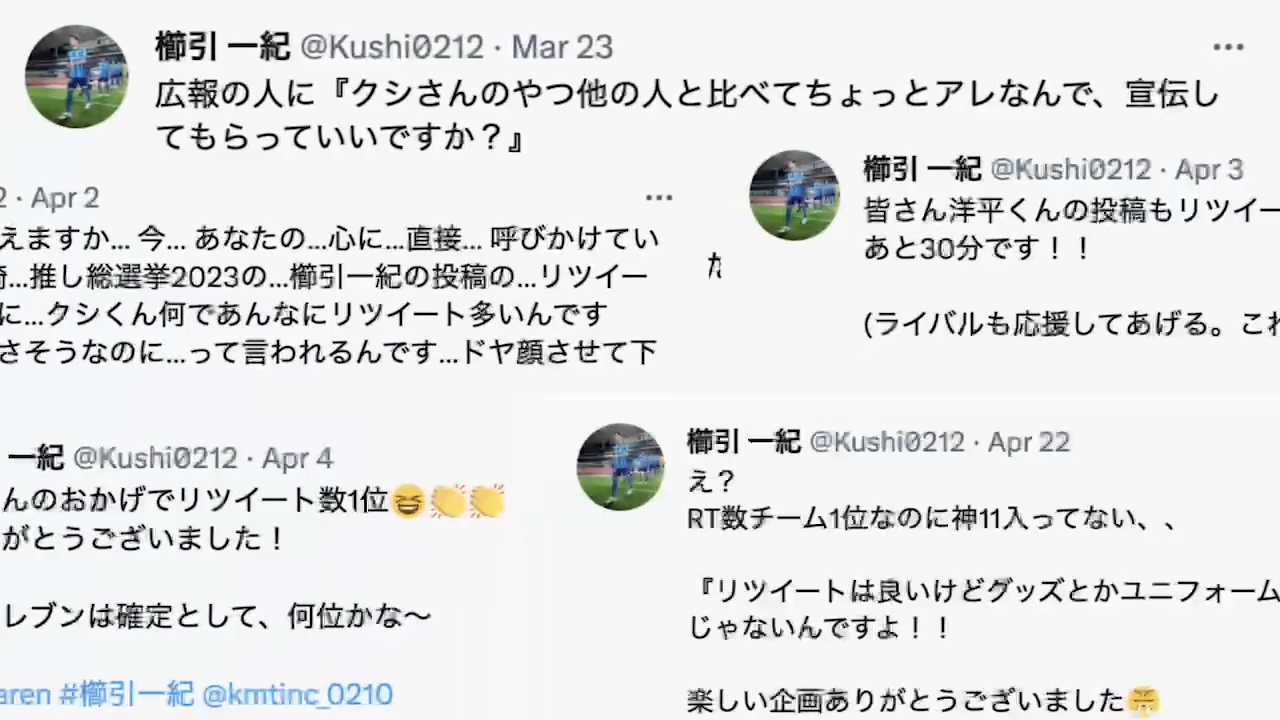 櫛引 一紀 @Kushi0212 · Mar 23
広報の人に『クシさんのやつ他の人と比べてちょっとアレなんで、宣伝し
てもらっていいですか？』
2 · Apr 2
えますか... 今... あなたの...心に...直接... 呼びかけてい
...推し総選挙2023の...櫛引一紀の投稿の...リツイー
に...クシくん何であんなにリツイート多いんです
さそうなのに...って言われるんです...ドヤ顔させて下
た
櫛引 一紀 @Kushi0212 · Apr 3
皆さん洋平くんの投稿もリツイー
あと30分です！！
(ライバルも応援してあげる。これ
一紀 @Kushi0212 · Apr 4
んのおかげでリツイート数1位😆👏👏
がとうございました！
レブンは確定として、何位かな〜
aren #櫛引一紀 @kmtinc_0210
櫛引 一紀 @Kushi0212 · Apr 22
え？
RT数チーム1位なのに神11入ってない、、
『リツイートは良いけどグッズとかユニフォーム
じゃないんですよ！！
楽しい企画ありがとうございました😤